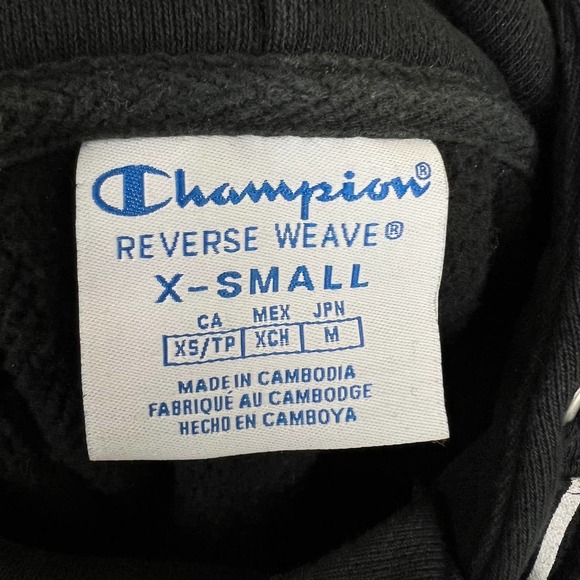 Champion®
REVERSE WEAVE®
X-SMALL
CA MEX JPN
XS/TP XCH M
MADE IN CAMBODIA
FABRIQUÉ AU CAMBODGE
HECHO EN CAMBOYA